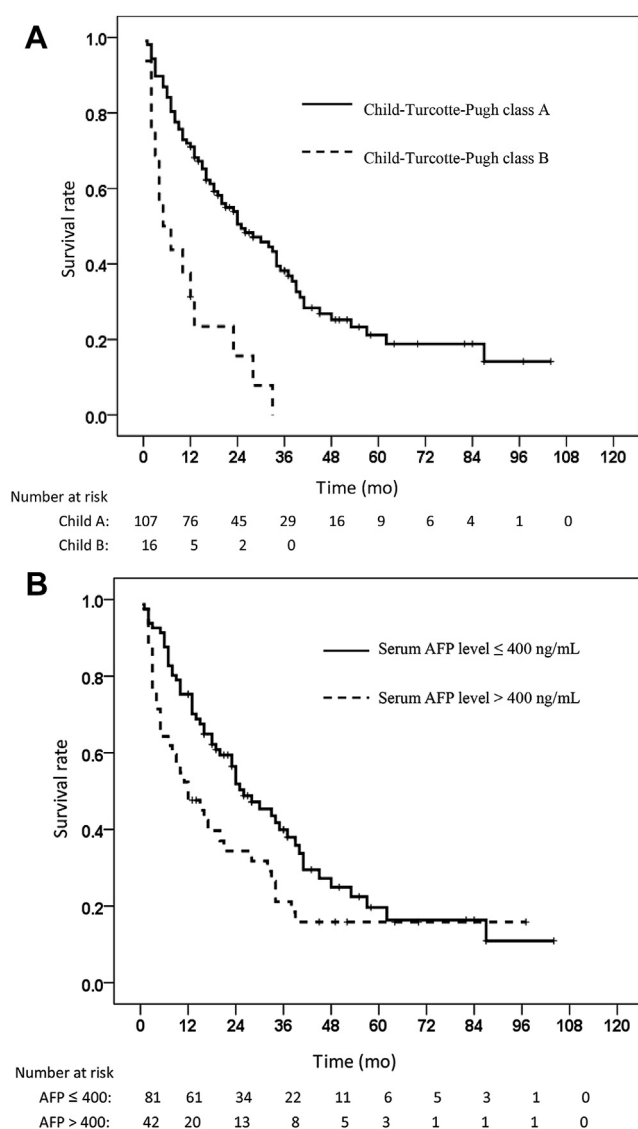 A
1.0
0.8
0.6
0.4
0.2
0.0
Survival rate
Child-Turcotte-Pugh class A
Child-Turcotte-Pugh class B
0 12 24 36 48 60 72 84 96 108 120
Time (mo)
Number at risk
Child A: 107 76 45 29 16 9 6 4 1 0
Child B: 16 5 2 0
B
1.0
0.8
0.6
0.4
0.2
0.0
Survival rate
Serum AFP level ≤ 400 ng/mL
Serum AFP level > 400 ng/mL
0 12 24 36 48 60 72 84 96 108 120
Time (mo)
Number at risk
AFP ≤ 400: 81 61 34 22 11 6 5 3 1 0
AFP > 400: 42 20 13 8 5 3 1 1 1 0